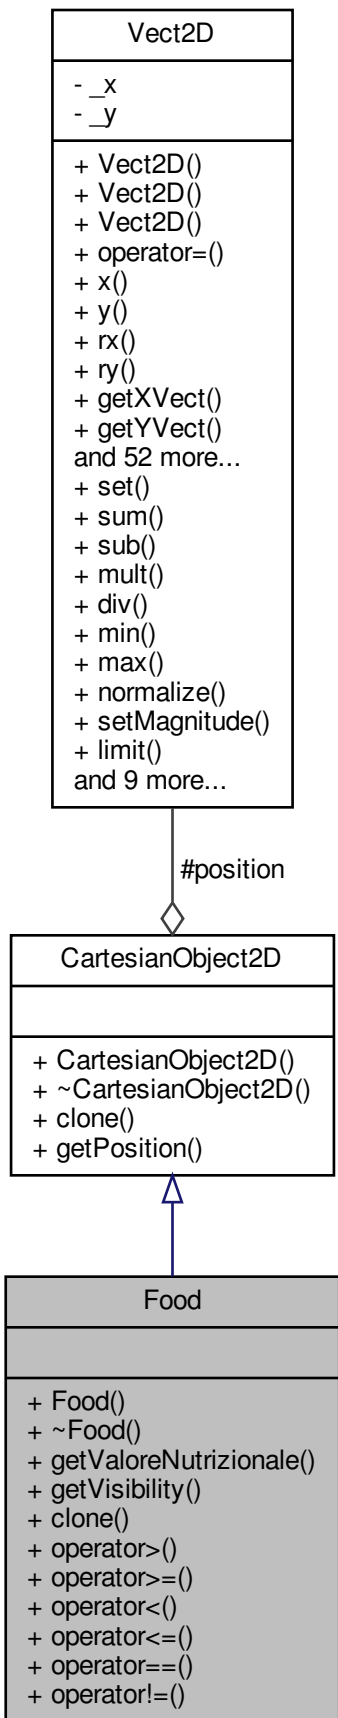 Vect2D
- _x
- _y
+ Vect2D()
+ Vect2D()
+ Vect2D()
+ operator=()
+ x()
+ y()
+ rx()
+ ry()
+ getXVect()
+ getYVect()
and 52 more...
+ set()
+ sum()
+ sub()
+ mult()
+ div()
+ min()
+ max()
+ normalize()
+ setMagnitude()
+ limit()
and 9 more...
#position
CartesianObject2D
+ CartesianObject2D()
+ ~CartesianObject2D()
+ clone()
+ getPosition()
Food
+ Food()
+ ~Food()
+ getValoreNutrizionale()
+ getVisibility()
+ clone()
+ operator>()
+ operator>=()
+ operator<()
+ operator<=()
+ operator==()
+ operator!=()